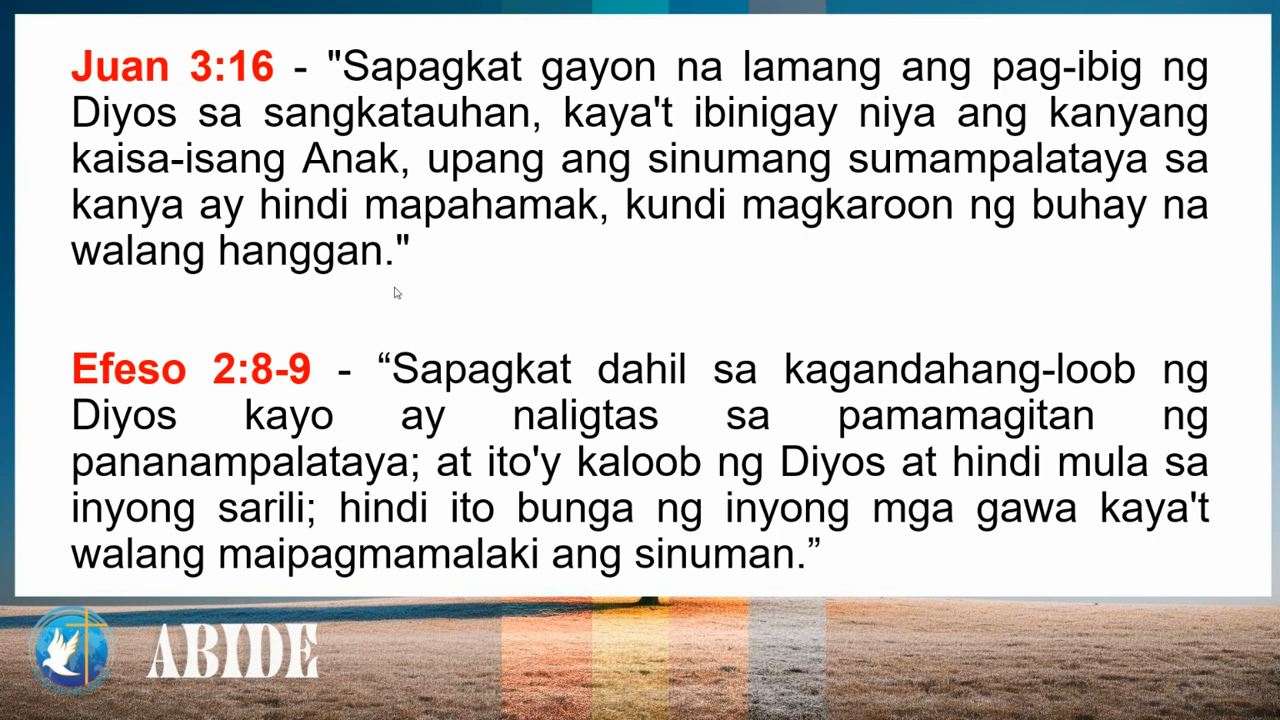 Juan 3:16 - "Sapagkat gayon na lamang ang pag-ibig ng
Diyos sa sangkatauhan, kaya't ibinigay niya ang kanyang
kaisa-isang Anak, upang ang sinumang sumampalataya sa
kanya ay hindi mapahamak, kundi magkaroon ng buhay na
walang hanggan."
Efeso 2:8-9 - “Sapagkat dahil sa kagandahang-loob ng
Diyos kayo ay naligtas sa pamamagitan ng
pananampalataya; at ito'y kaloob ng Diyos at hindi mula sa
inyong sarili; hindi ito bunga ng inyong mga gawa kaya't
walang maipagmamalaki ang sinuman.”
ABIDE